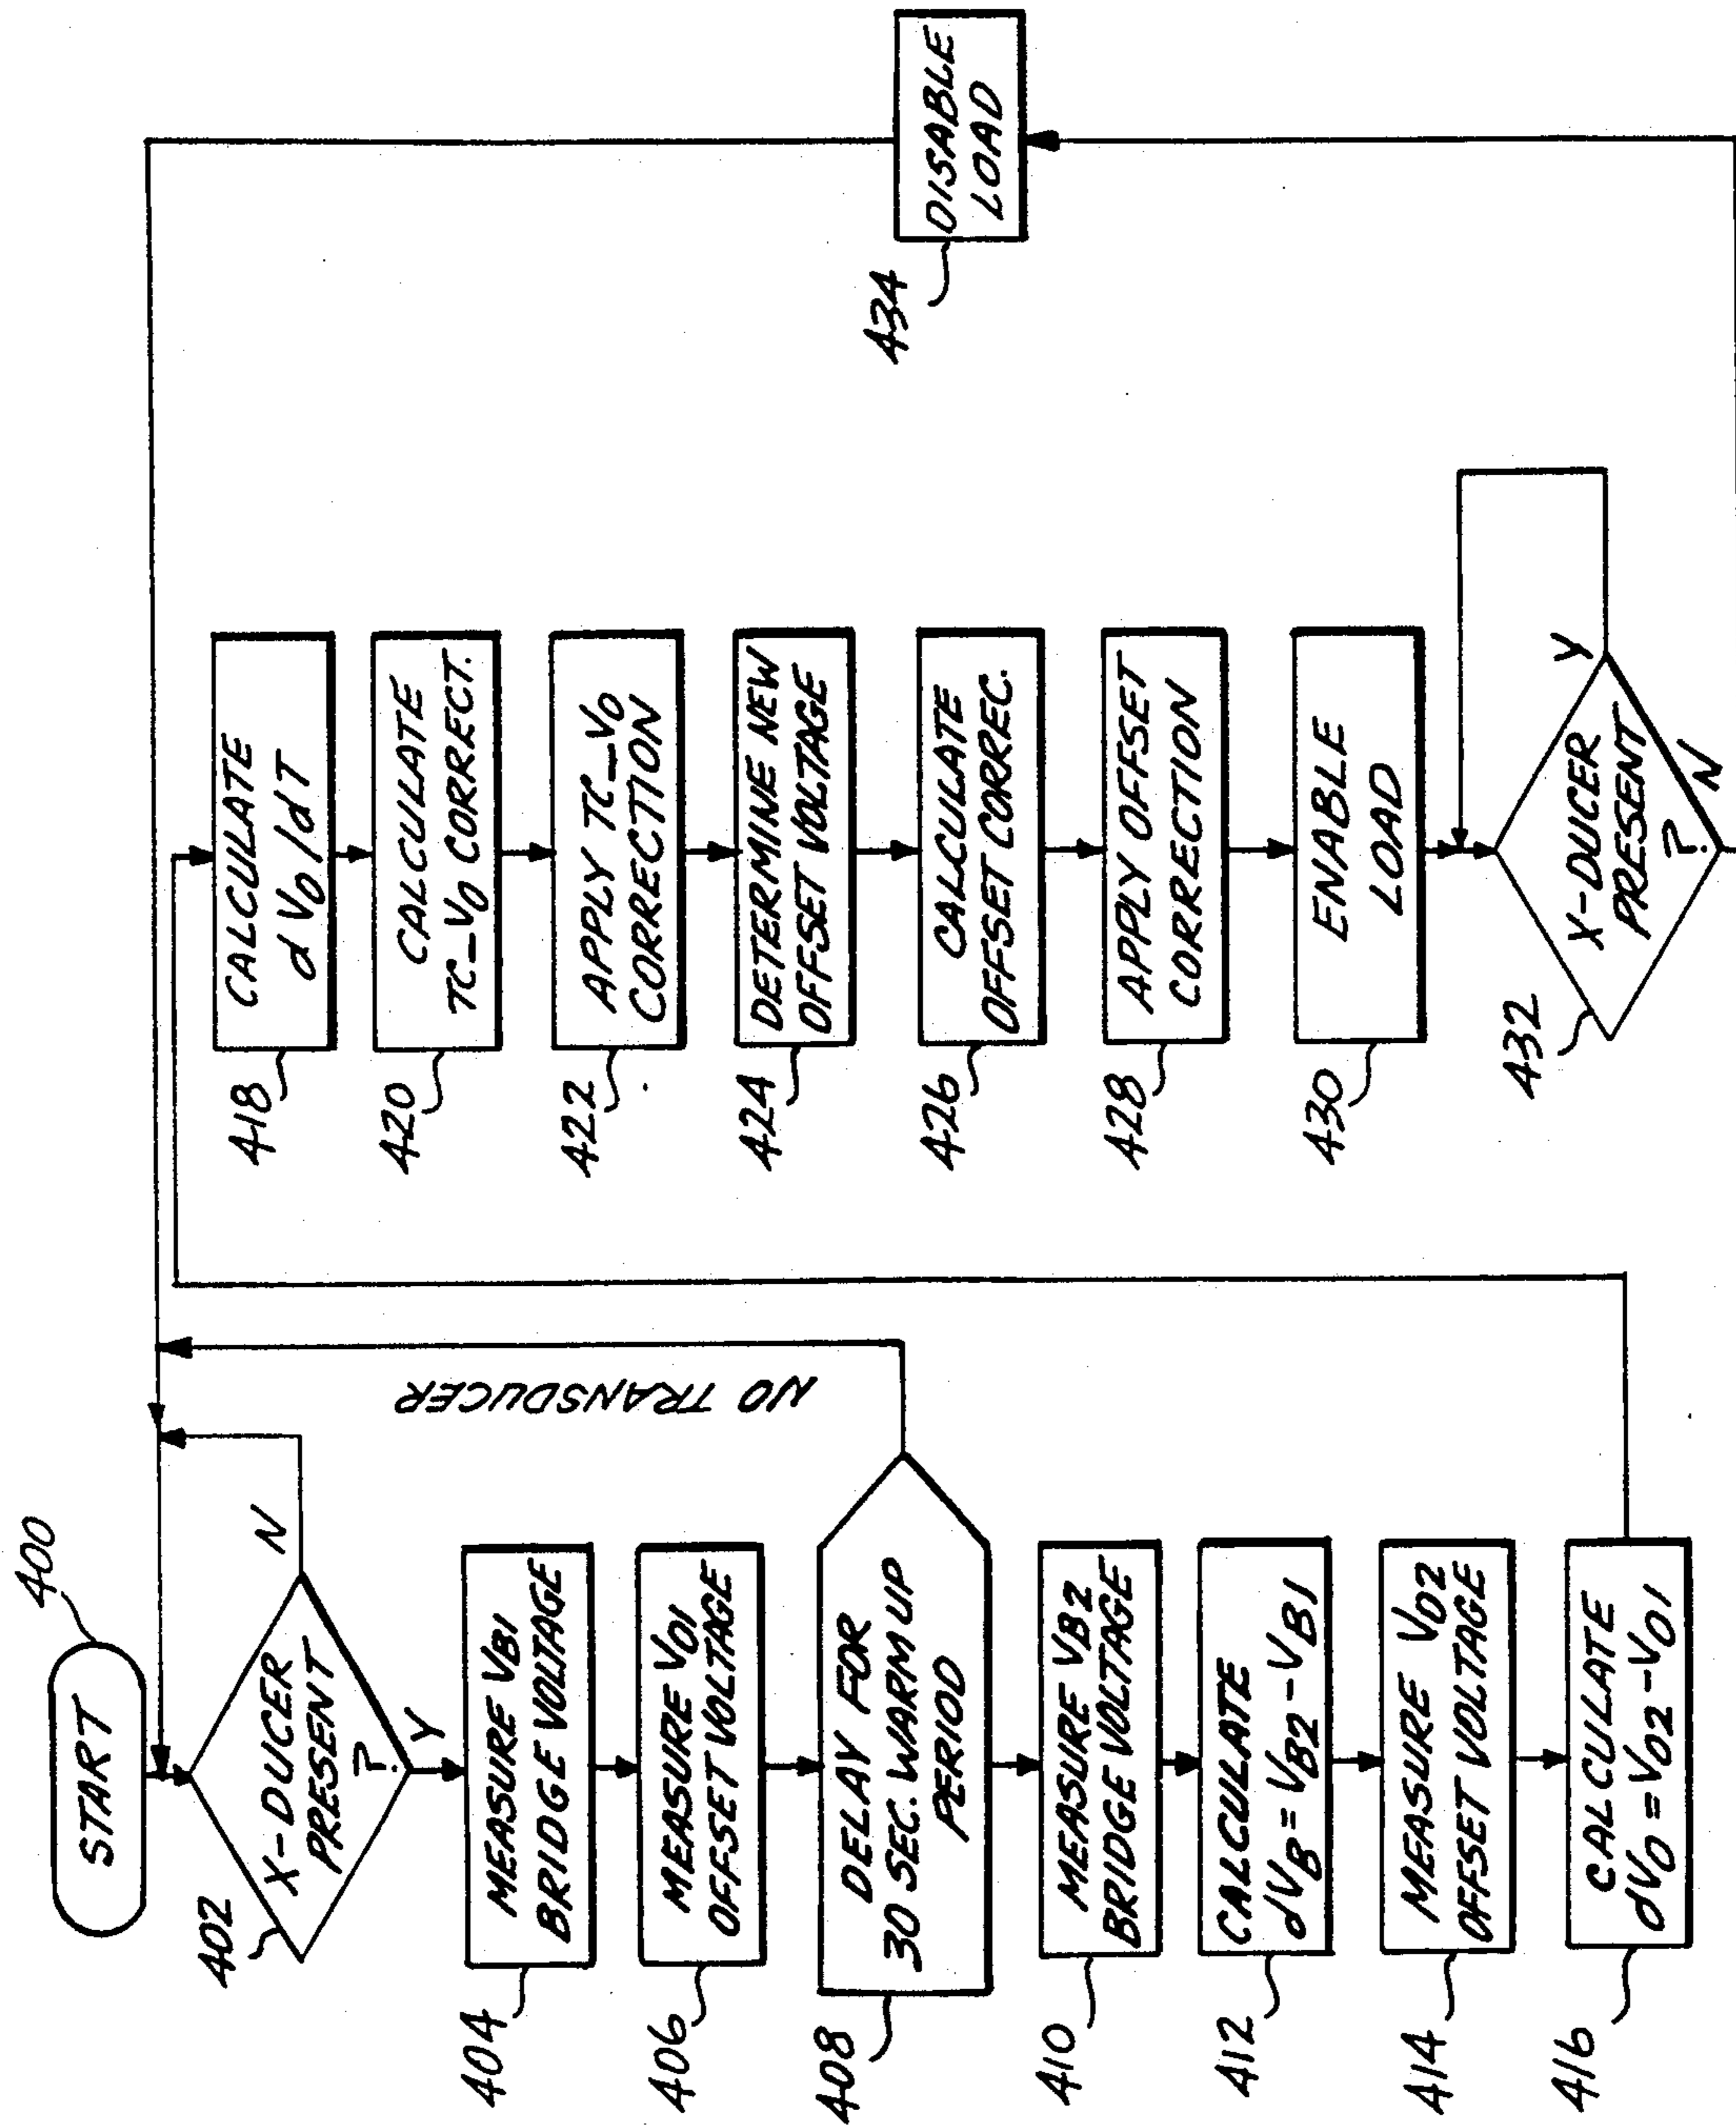 START
400
X-DUCER
PRESENT
?
402
N
Y
MEASURE VB1
BRIDGE VOLTAGE
404
MEASURE VO1
OFFSET VOLTAGE
406
DELAY FOR
30 SEC. WARM UP
PERIOD
408
NO TRANSDUCER
MEASURE VB2
BRIDGE VOLTAGE
410
CALCULATE
dVB = VB2 - VB1
412
MEASURE VO2
OFFSET VOLTAGE
414
CALCULATE
dVO = VO2 - VO1
416
CALCULATE
d VO / dT
418
CALCULATE
TC_VO CORRECT.
420
APPLY TC_VO
CORRECTION
422
DETERMINE NEW
OFFSET VOLTAGE
424
CALCULATE
OFFSET CORREC.
426
APPLY OFFSET
CORRECTION
428
ENABLE
LOAD
430
X-DUCER
PRESENT
?
432
Y
N
DISABLE
LOAD
434